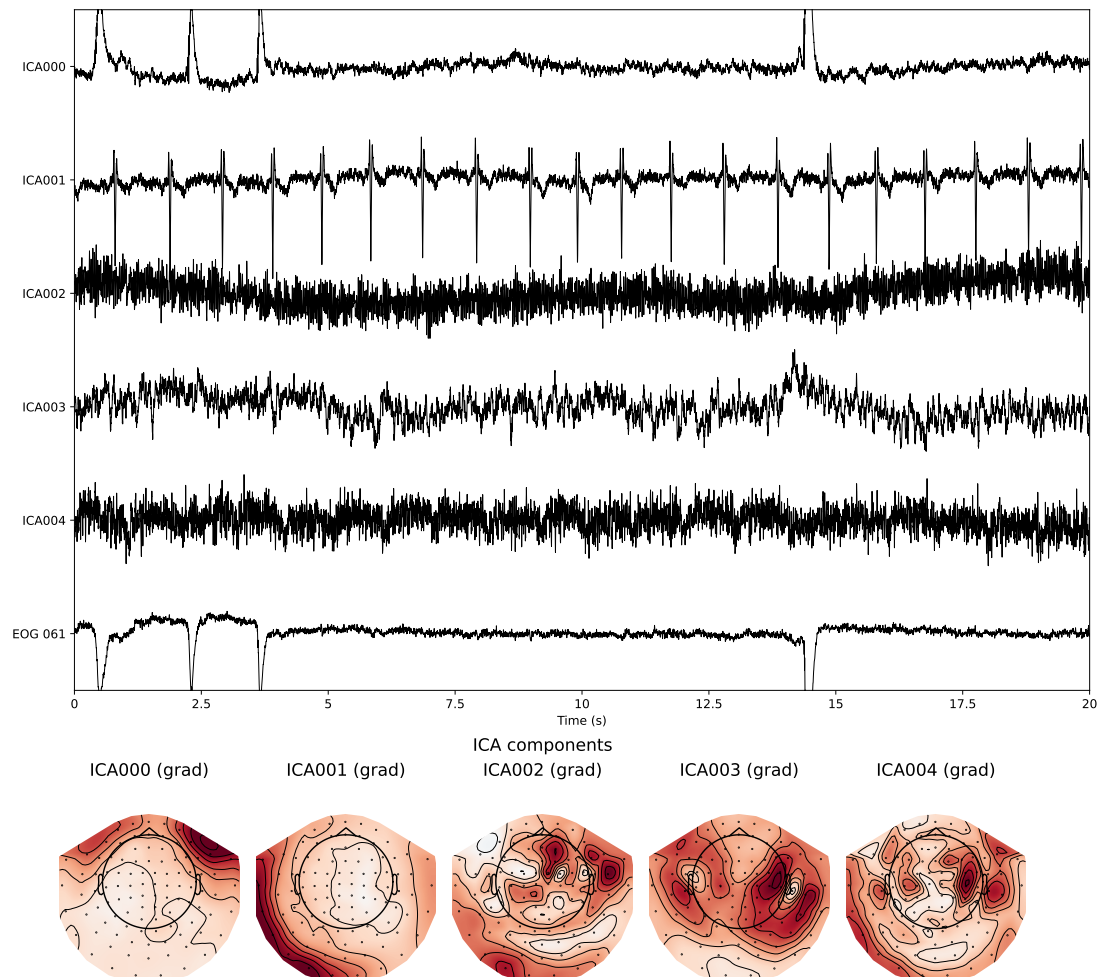 ICA000
ICA001
ICA002
ICA003
ICA004
EOG 061
0 2.5 5 7.5 10 12.5 15 17.5 20
Time (s)
ICA components
ICA000 (grad) ICA001 (grad) ICA002 (grad) ICA003 (grad) ICA004 (grad)